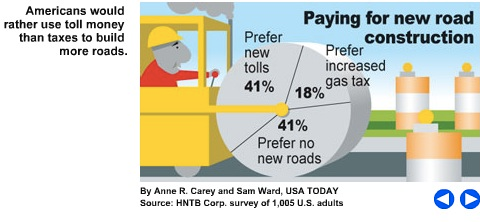 Americans would
rather use toll money
than taxes to build
more roads.
Paying for new road
construction
Prefer
new
tolls
41%
Prefer
increased
gas tax
18%
41%
Prefer no
new roads
By Anne R. Carey and Sam Ward, USA TODAY
Source: HNTB Corp. survey of 1,005 U.S. adults